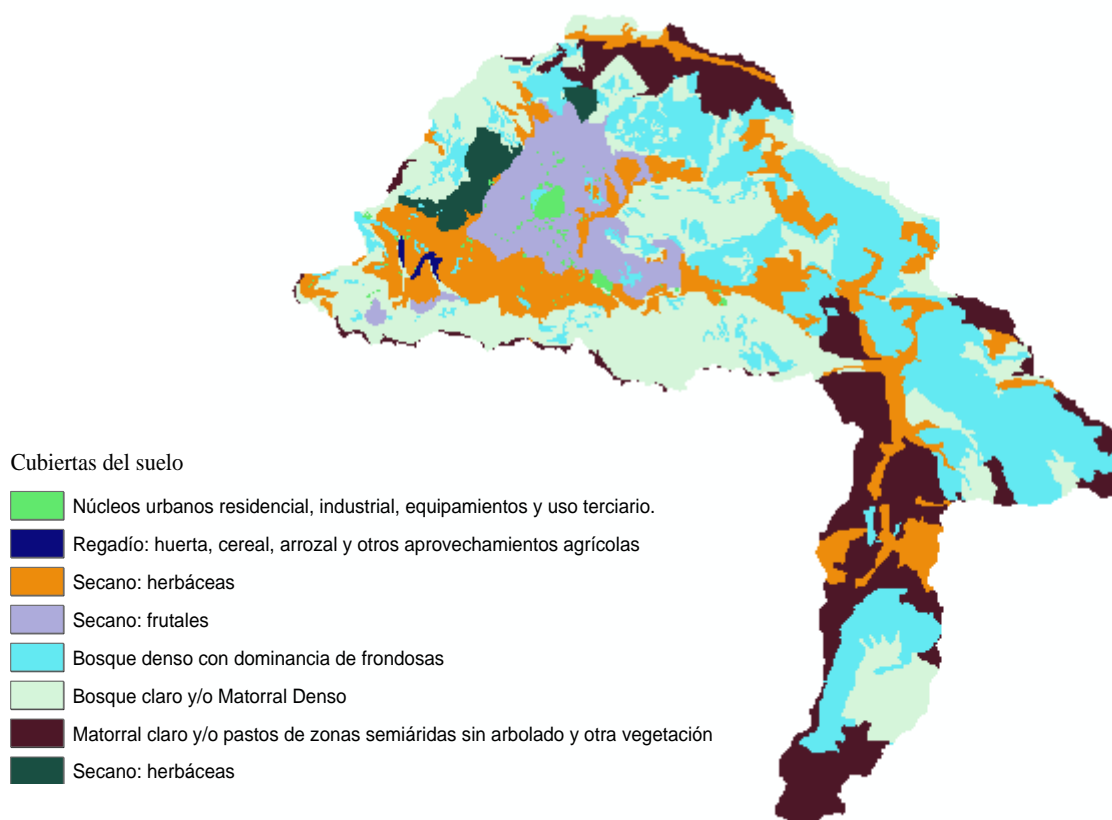 Cubiertas del suelo
Núcleos urbanos residencial, industrial, equipamientos y uso terciario.
Regadío: huerta, cereal, arrozal y otros aprovechamientos agrícolas
Secano: herbáceas
Secano: frutales
Bosque denso con dominancia de frondosas
Bosque claro y/o Matorral Denso
Matorral claro y/o pastos de zonas semiáridas sin arbolado y otra vegetación
Secano: herbáceas